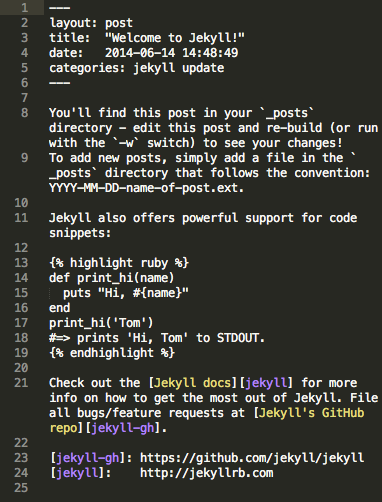 1 ---
2 layout: post
3 title:  "Welcome to Jekyll!"
4 date:   2014-06-14 14:48:49
5 categories: jekyll update
6 ---
7
8 You'll find this post in your `_posts`
directory - edit this post and re-build (or run
with the `-w` switch) to see your changes!
9 To add new posts, simply add a file in the `
_posts` directory that follows the convention:
YYYY-MM-DD-name-of-post.ext.
10
11 Jekyll also offers powerful support for code
snippets:
12
13 {% highlight ruby %}
14 def print_hi(name)
15   puts "Hi, #{name}"
16 end
17 print_hi('Tom')
18 #=> prints 'Hi, Tom' to STDOUT.
19 {% endhighlight %}
20
21 Check out the [Jekyll docs][jekyll] for more
info on how to get the most out of Jekyll. File
all bugs/feature requests at [Jekyll's GitHub
repo][jekyll-gh].
22
23 [jekyll-gh]: https://github.com/jekyll/jekyll
24 [jekyll]:    http://jekyllrb.com
25